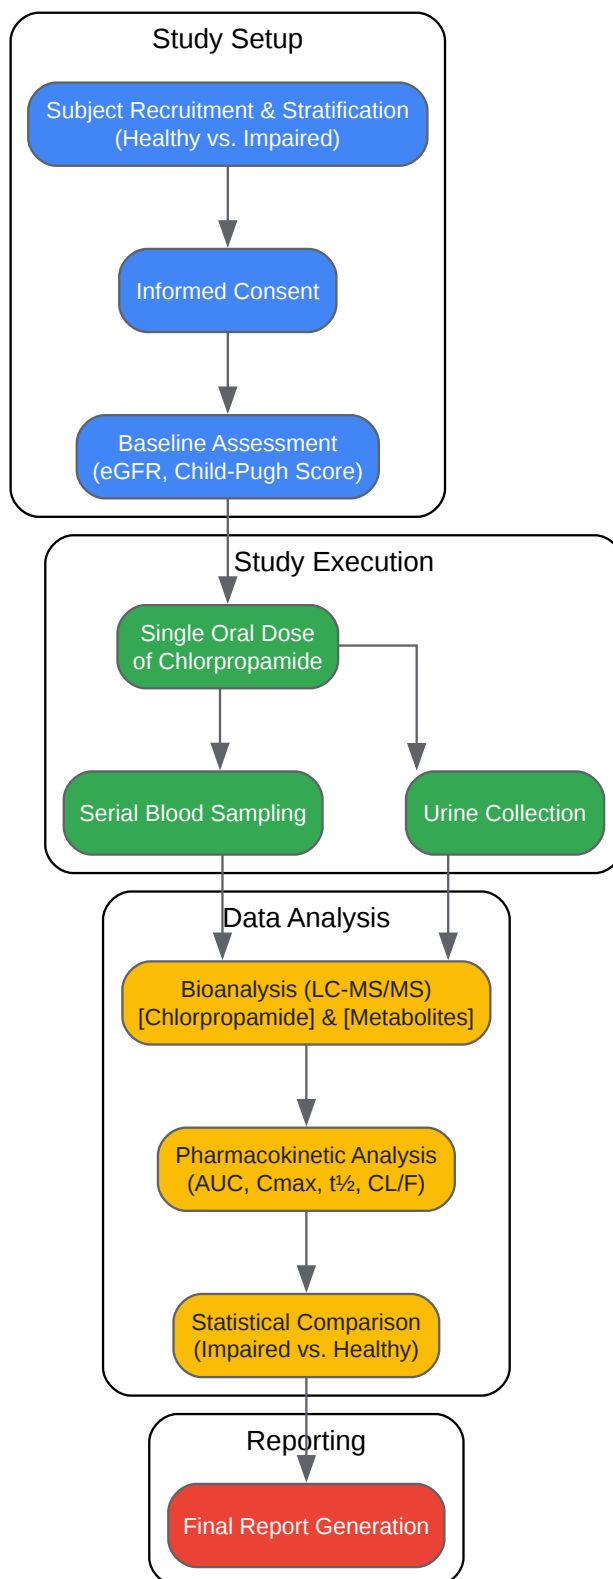 Study Setup
Subject Recruitment & Stratification
(Healthy vs. Impaired)
Informed Consent
Baseline Assessment
(eGFR, Child-Pugh Score)
Study Execution
Single Oral Dose
of Chlorpropamide
Serial Blood Sampling
Urine Collection
Data Analysis
Bioanalysis (LC-MS/MS)
[Chlorpropamide] & [Metabolites]
Pharmacokinetic Analysis
(AUC, Cmax, t½, CL/F)
Statistical Comparison
(Impaired vs. Healthy)
Reporting
Final Report Generation